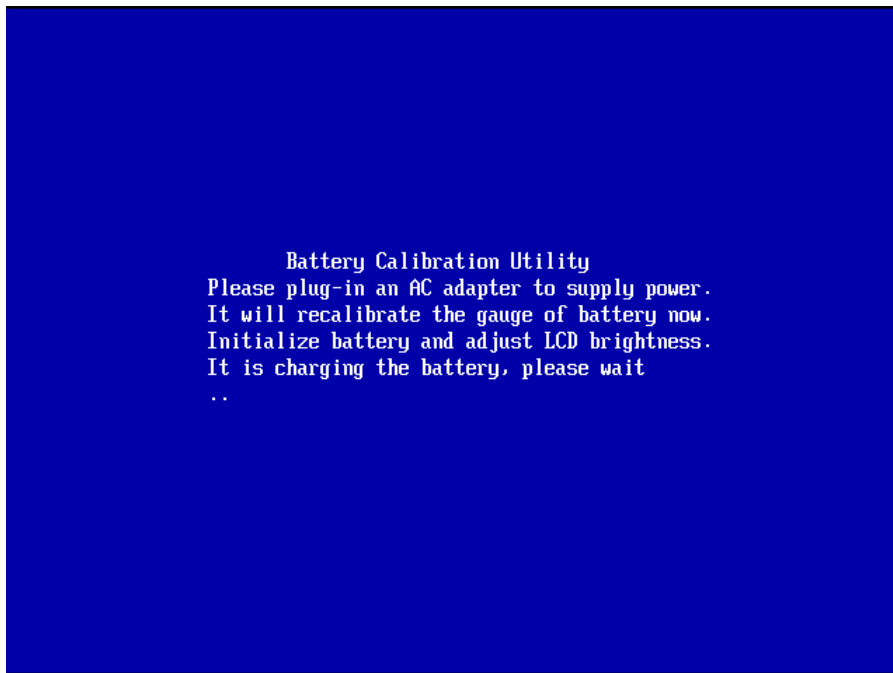 Battery Calibration Utility
Please plug-in an AC adapter to supply power.
It will recalibrate the gauge of battery now.
Initialize battery and adjust LCD brightness.
It is charging the battery, please wait
..